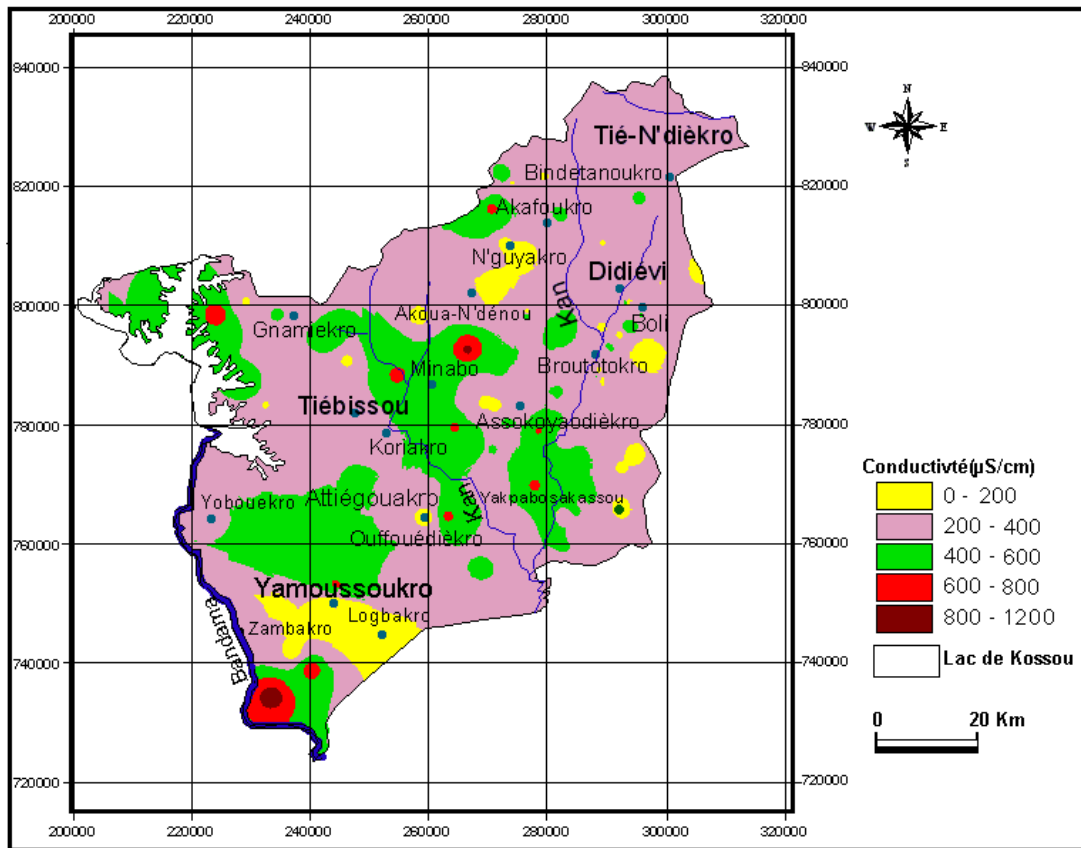 200000 220000 240000 260000 280000 300000 320000
840000 840000
N
W E
S
Tié-N'dièkro
Bindetanoukro
820000 820000
Akafoukro
N'guyakro
Didiévi
800000 800000
Kan
Akoua-N'dénou
Gnamiekro
Boli
Minabo
Broutotokro
Tiébissou
780000 780000
Assokoyaodièkro
Koriakro
Attiégouakro
Kan
Yakpabosakassou
Yobouekro
Ouffouédièkro
760000 760000
Yamoussoukro
Logbakro
Zambakro
Bandama
740000 740000
720000 720000
200000 220000 240000 260000 280000 300000 320000
Conductivté(µS/cm)
0 - 200
200 - 400
400 - 600
600 - 800
800 - 1200
Lac de Kossou
0 20 Km